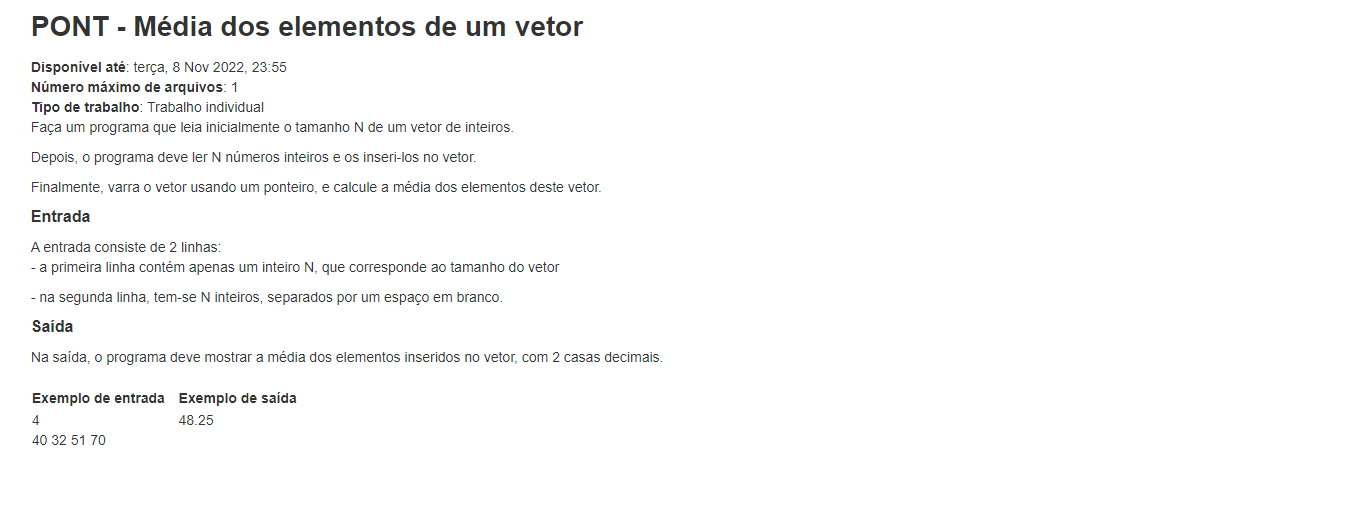 PONT - Média dos elementos de um vetor
Disponível até: terça, 8 Nov 2022, 23:55
Número máximo de arquivos: 1
Tipo de trabalho: Trabalho individual
Faça um programa que leia inicialmente o tamanho N de um vetor de inteiros.
Depois, o programa deve ler N números inteiros e os inseri-los no vetor.
Finalmente, varra o vetor usando um ponteiro, e calcule a média dos elementos deste vetor.
Entrada
A entrada consiste de 2 linhas:
- a primeira linha contém apenas um inteiro N, que corresponde ao tamanho do vetor
- na segunda linha, tem-se N inteiros, separados por um espaço em branco.
Saída
Na saída, o programa deve mostrar a média dos elementos inseridos no vetor, com 2 casas decimais.
Exemplo de entrada Exemplo de saída
4 48.25
40 32 51 70